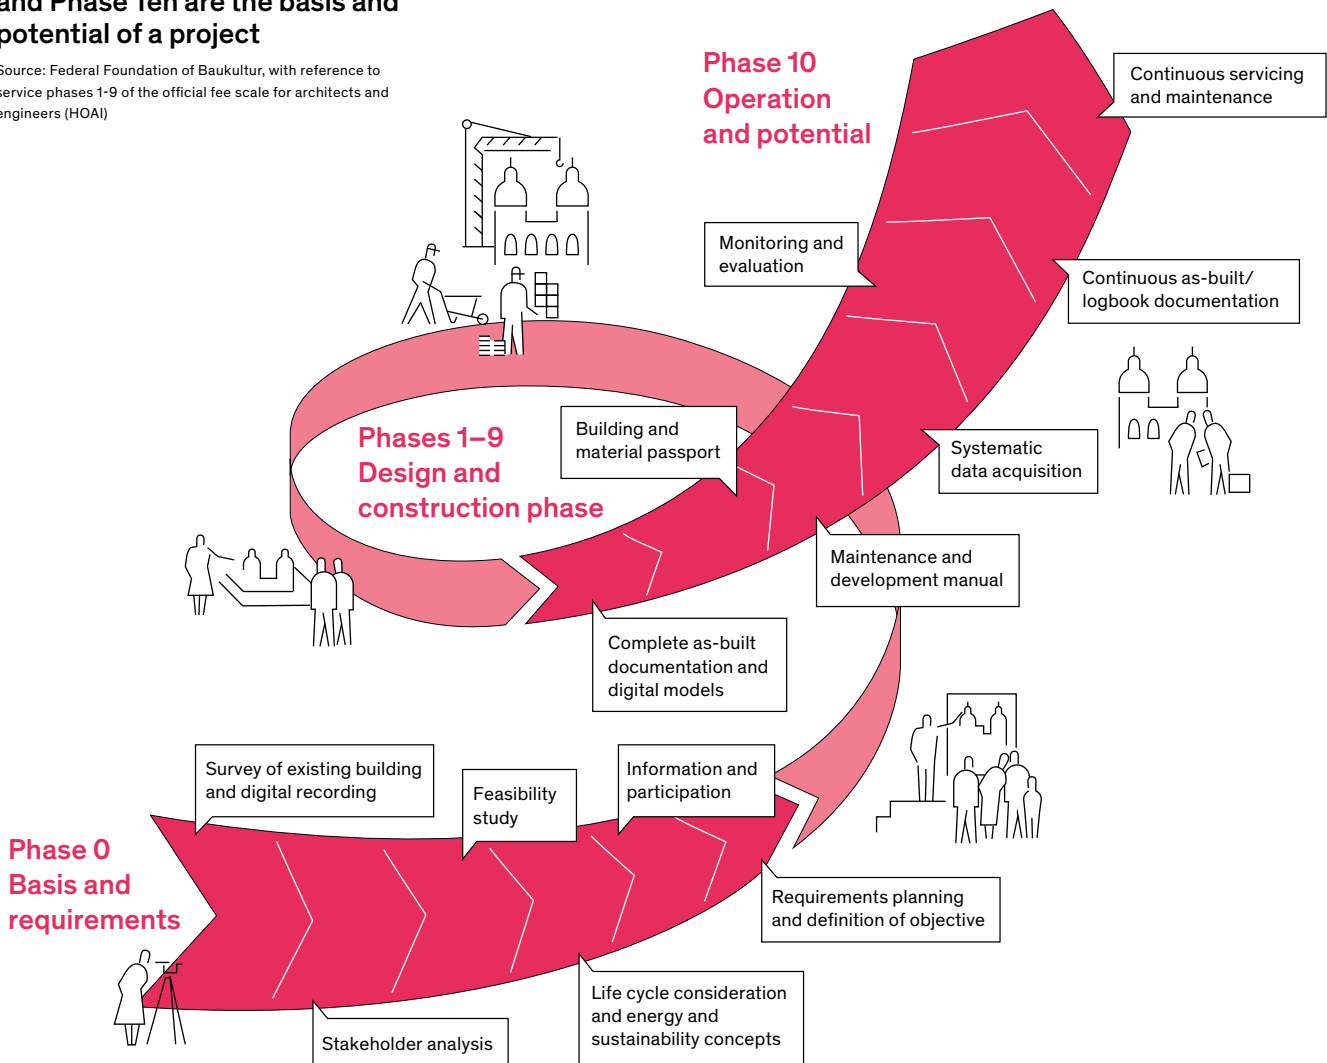 and Phase Ten are the basis and
potential of a project
Source: Federal Foundation of Baukultur, with reference to
service phases 1-9 of the official fee scale for architects and
engineers (HOAI)
Phase 10
Operation
and potential
Continuous servicing
and maintenance
Monitoring and
evaluation
Continuous as-built/
logbook documentation
Building and
material passport
Phases 1–9
Design and
construction phase
Systematic
data acquisition
Maintenance and
development manual
Complete as-built
documentation and
digital models
Survey of existing building
and digital recording
Feasibility
study
Information and
participation
Phase 0
Basis and
requirements
Requirements planning
and definition of objective
Life cycle consideration
and energy and
sustainability concepts
Stakeholder analysis